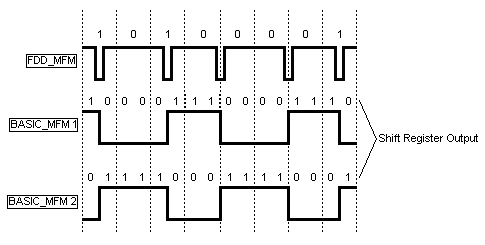 1 0 1 0 0 0 0 1
FDD_MFM
1 0 0 0 0 1 1 1 0 0 0 0 1 1 1 0
BASIC_MFM 1
Shift Register Output
0 1 1 1 1 0 0 0 1 1 1 1 0 0 0 1
BASIC_MFM 2